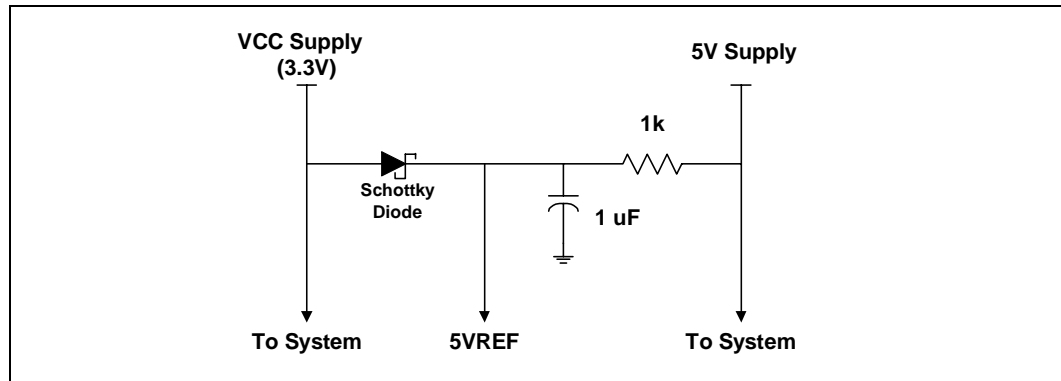 VCC Supply
(3.3V)
5V Supply
1k
Schottky
Diode
1 uF
To System
5VREF
To System